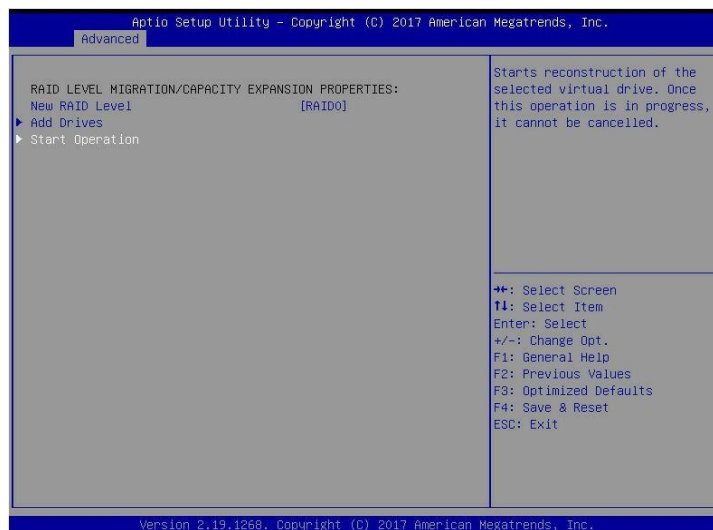 Aptio Setup Utility – Copyright (C) 2017 American Megatrends, Inc.
Advanced
RAID LEVEL MIGRATION/CAPACITY EXPANSION PROPERTIES:
New RAID Level [RAID0]
Add Drives
Start Operation
Starts reconstruction of the
selected virtual drive. Once
this operation is in progress,
it cannot be cancelled.
→←: Select Screen
↑↓: Select Item
Enter: Select
+/-: Change Opt.
F1: General Help
F2: Previous Values
F3: Optimized Defaults
F4: Save & Reset
ESC: Exit
Version 2.19.1268. Copyright (C) 2017 American Megatrends, Inc.